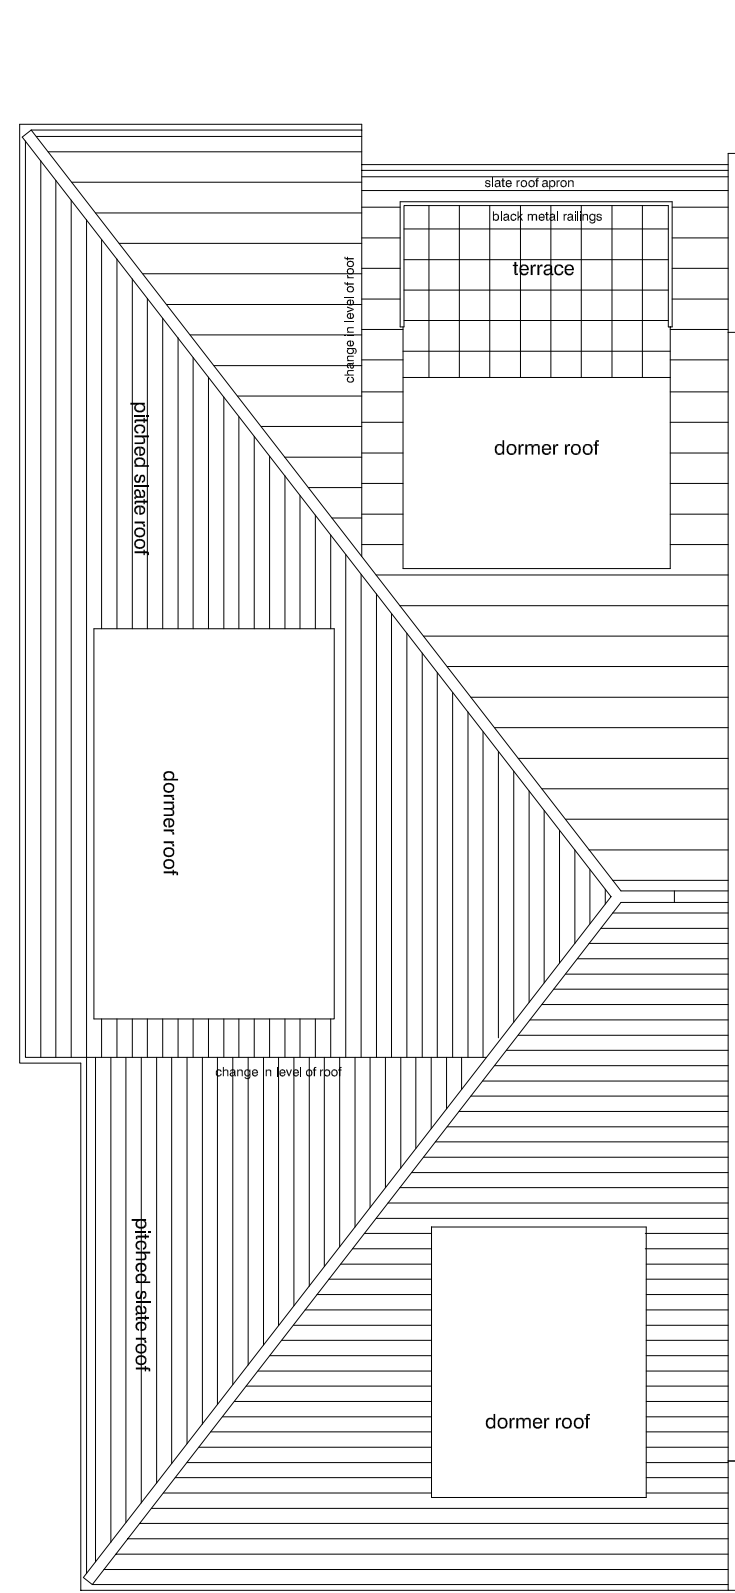 slate roof apron
black metal railings
terrace
change in level of roof
pitched slate roof
dormer roof
dormer roof
change in level of roof
pitched slate roof
dormer roof